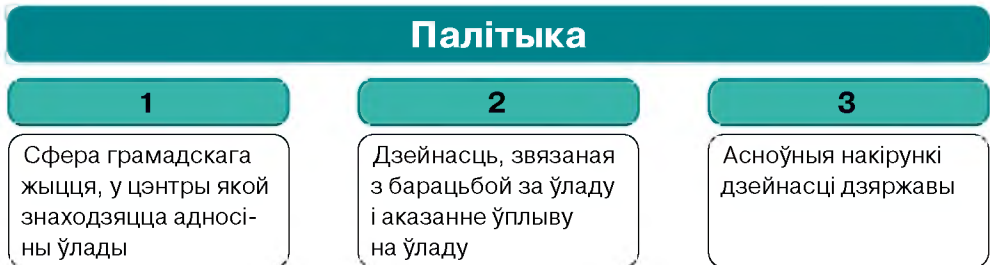 Палітыка
1
Сфера грамадскага
жыцця, у цэнтры якой
знаходзяцца адносі-
ны ўлады
2
Дзейнасць, звязаная
з барацьбой за ўладу
і аказанне ўплыву
на ўладу
3
Асноўныя накірункі
дзейнасці дзяржавы